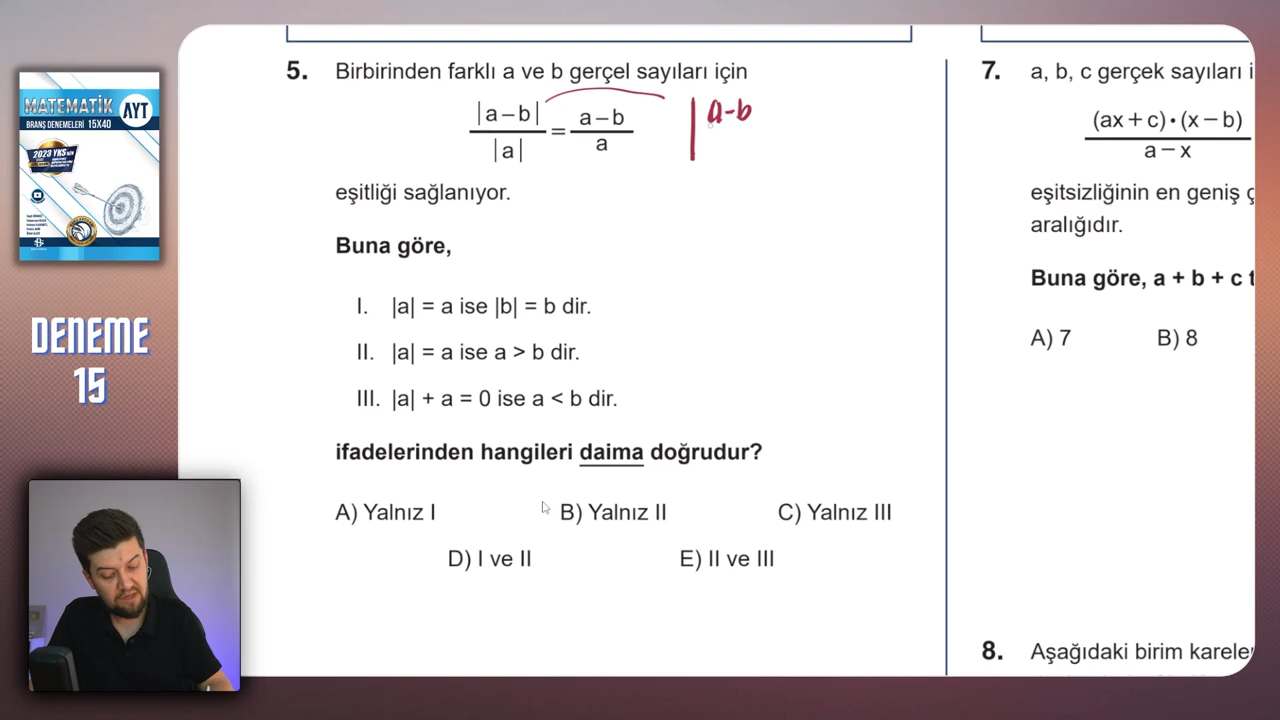 MATEMATİK AYT
BRANŞ DENEMELERİ 15X40
2023 YKS'nin
DENEME
15
5. Birbirinden farklı a ve b gerçel sayıları için
|a – b| / |a| = a – b / a
a-b
eşitliği sağlanıyor.
Buna göre,
I. |a| = a ise |b| = b dir.
II. |a| = a ise a > b dir.
III. |a| + a = 0 ise a < b dir.
ifadelerinden hangileri daima doğrudur?
A) Yalnız I B) Yalnız II C) Yalnız III
D) I ve II E) II ve III
7. a, b, c gerçek sayıları i
(ax + c) • (x – b) / a – x
eşitsizliğinin en geniş ç
aralığıdır.
Buna göre, a + b + c t
A) 7 B) 8
8. Aşağıdaki birim karele